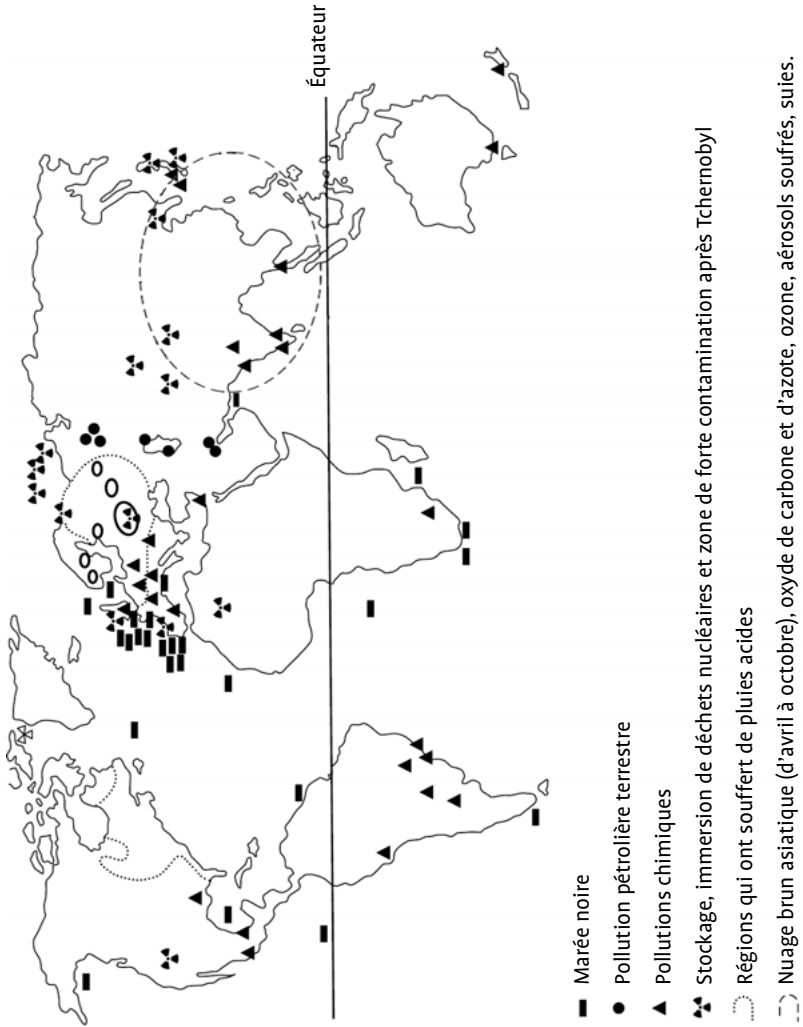 Équateur
Marée noire
Pollution pétrolière terrestre
Pollutions chimiques
Stockage, immersion de déchets nucléaires et zone de forte contamination après Tchernobyl
Régions qui ont souffert de pluies acides
Nuage brun asiatique (d'avril à octobre), oxyde de carbone et d'azote, ozone, aérosols soufrés, suies.